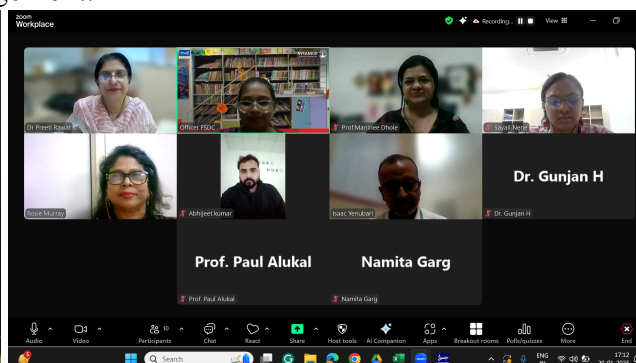 zoom
Workplace
Recording...
View
Dr Preeti Rawat
Officer FSDC
Prof.Maninee Dhole
Sayali Nene
Rosie Murray
Abhijeet kumar
Isaac Yenubari
Dr. Gunjan H
Dr. Gunjan H
Prof. Paul Alukal
Prof. Paul Alukal
Namita Garg
Namita Garg
Audio
Video
10
Participants
Chat
React
Share
Host tools
AI Companion
Apps
Breakout rooms
Polls/quizzes
More
End
Search
ENG
17:12